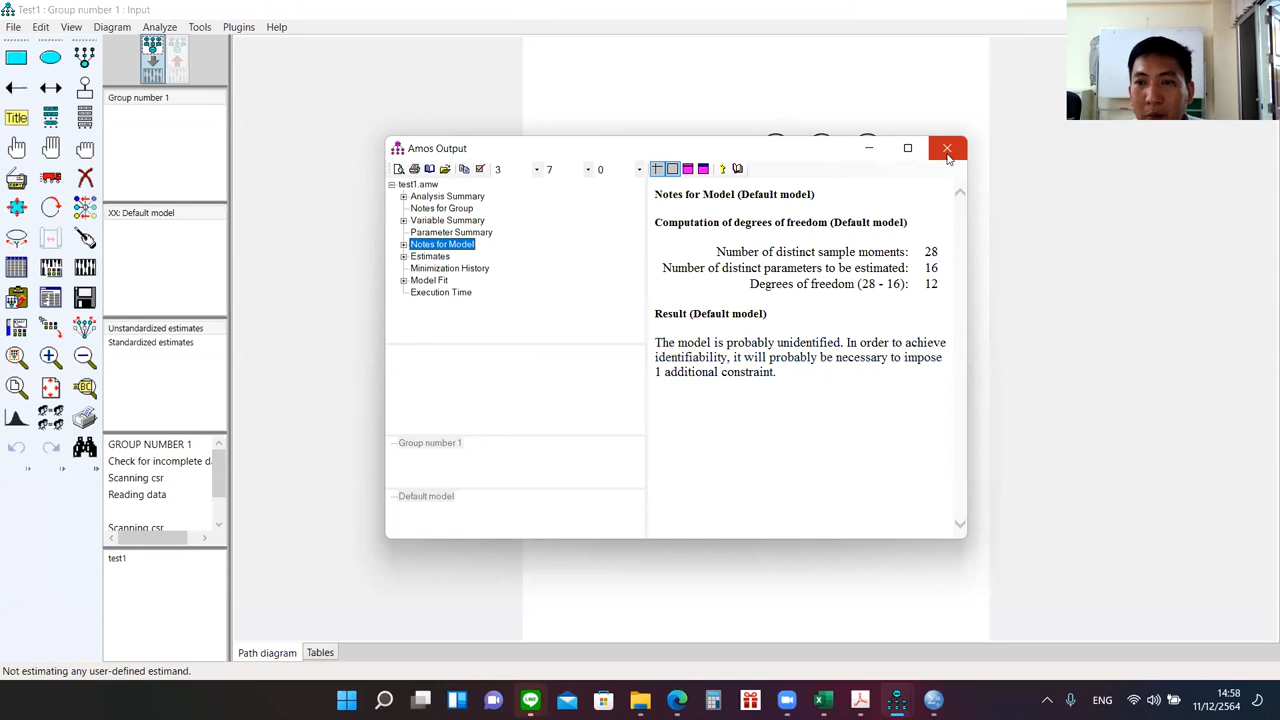 Test1 : Group number 1 : Input
File Edit View Diagram Analyze Tools Plugins Help
Title
Group number 1
XX: Default model
Unstandardized estimates
Standardized estimates
GROUP NUMBER 1
Check for incomplete da
Scanning csr
Reading data
Scanning csr
test1
Amos Output
3 7 0
test1.amw
Analysis Summary
Notes for Group
Variable Summary
Parameter Summary
Notes for Model
Estimates
Minimization History
Model Fit
Execution Time
Group number 1
Default model
Notes for Model (Default model)
Computation of degrees of freedom (Default model)
Number of distinct sample moments: 28
Number of distinct parameters to be estimated: 16
Degrees of freedom (28 - 16): 12
Result (Default model)
The model is probably unidentified. In order to achieve
identifiability, it will probably be necessary to impose
1 additional constraint.
Path diagram Tables
Not estimating any user-defined estimand.
LINE
ENG
14:58
11/12/2564